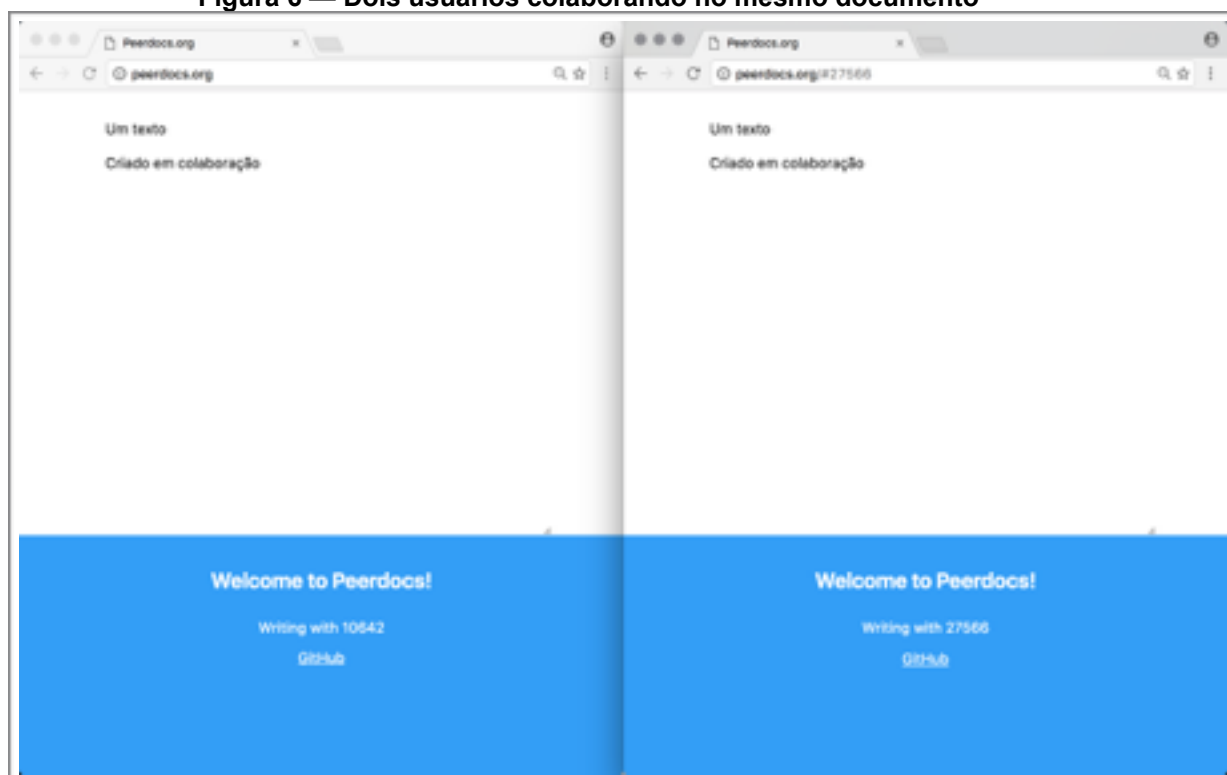 Figura 6 — Dois usuários colaborando no mesmo documento
Peerdocs.org
peerdocs.org
Um texto
Criado em colaboração
Welcome to Peerdocs!
Writing with 10642
GitHub
Peerdocs.org
peerdocs.org/#27566
Um texto
Criado em colaboração
Welcome to Peerdocs!
Writing with 27566
GitHub